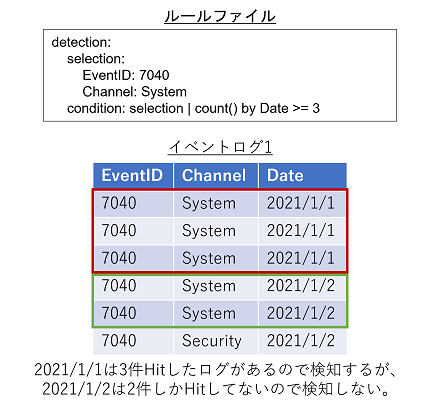 ルールファイル
detection:
selection:
EventID: 7040
Channel: System
condition: selection | count() by Date >= 3
イベントログ1
EventID Channel Date
7040 System 2021/1/1
7040 System 2021/1/1
7040 System 2021/1/1
7040 System 2021/1/2
7040 System 2021/1/2
7040 Security 2021/1/2
2021/1/1は3件Hitしたログがあるので検知するが、
2021/1/2は2件しかHitしてないので検知しない。